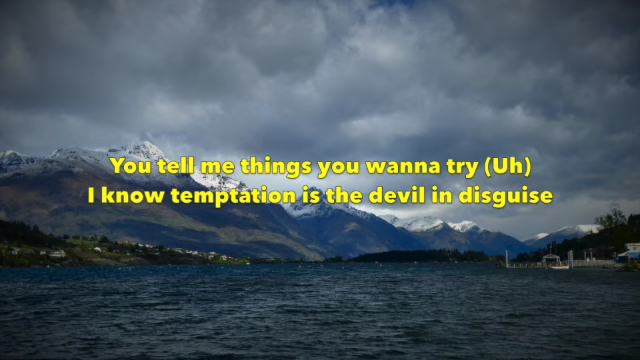 You tell me things you wanna try (Uh)
I know temptation is the devil in disguise